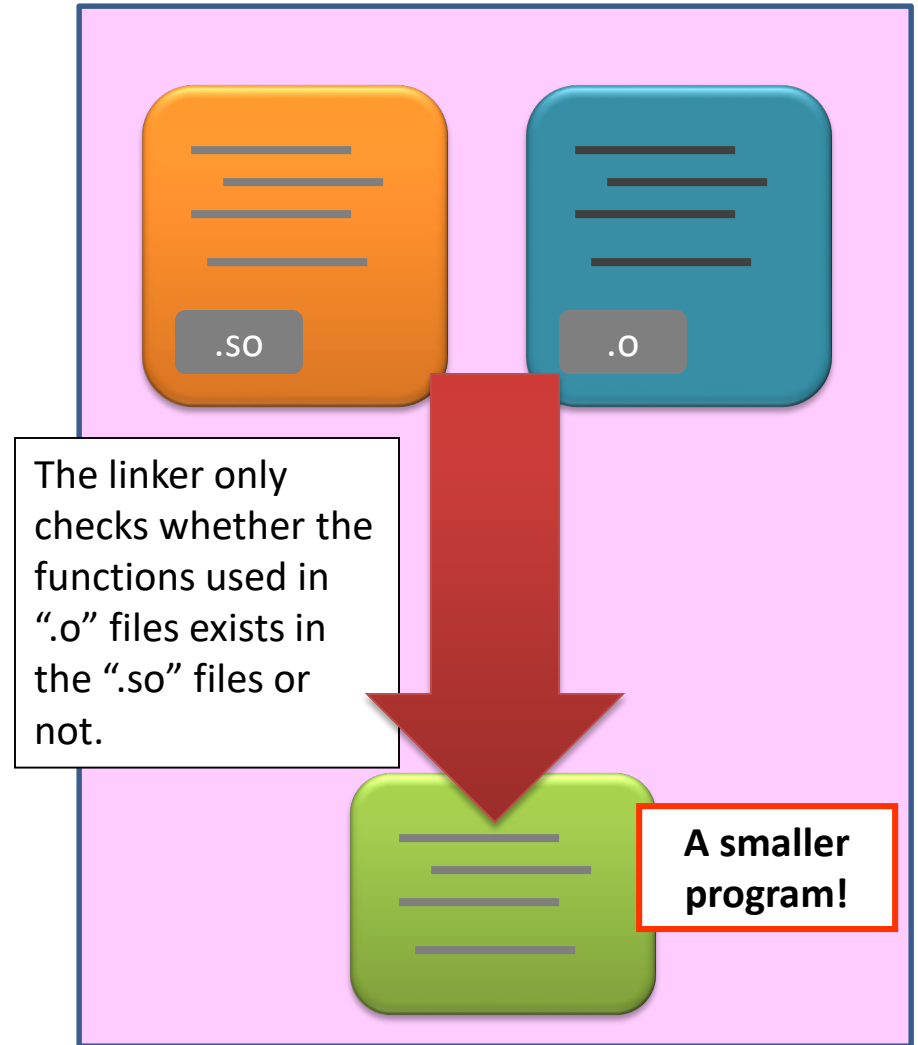 .so
.o
The linker only
checks whether the
functions used in
“.o” files exists in
the “.so” files or
not.
A smaller
program!